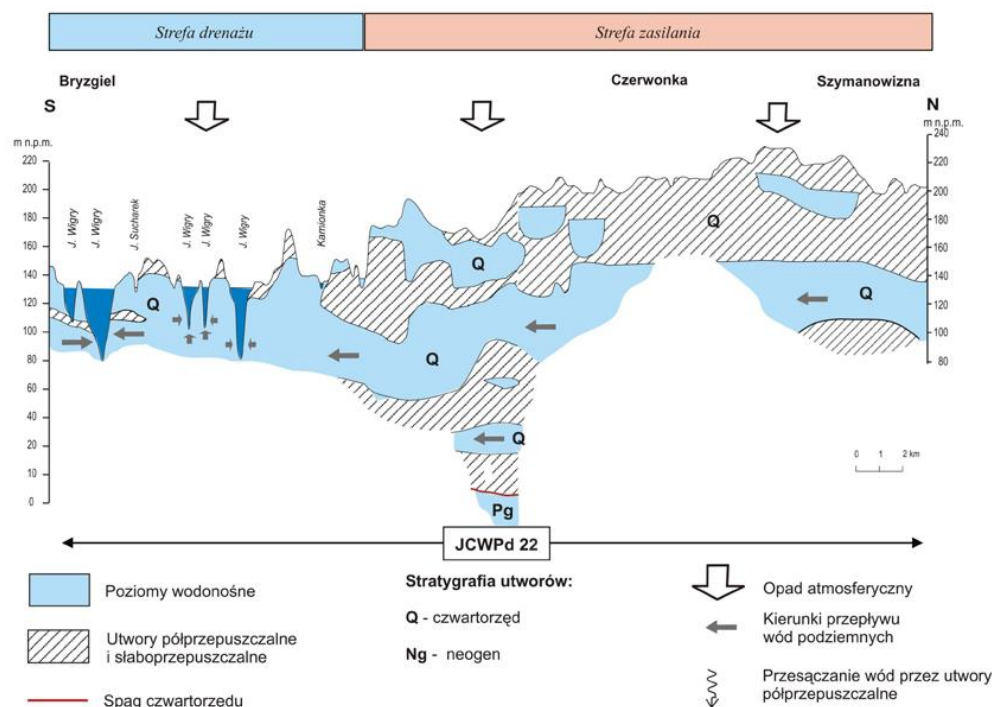 Strefa drenażu
Strefa zasilania
Bryzgiel
Czerwonka
Szymanowizna
S
N
m n.p.m.
m n.p.m.
240
220
220
200
200
180
180
160
160
140
140
120
120
100
100
80
80
60
40
20
10
0
J. Wigry
J. Wigry
J. Sucharek
J. Wigry
J. Wigry
J. Wigry
Kamionka
Q
Q
Q
Q
Q
Q
Q
Pg
0 1 2 km
JCWPd 22
Poziomy wodonośne
Utwory półprzepuszczalne
i słaboprzepuszczalne
Spąg czwartorzędu
Stratygrafia utworów:
Q - czwartorzęd
Ng - neogen
Opad atmosferyczny
Kierunki przepływu
wód podziemnych
Przesączanie wód przez utwory
półprzepuszczalne